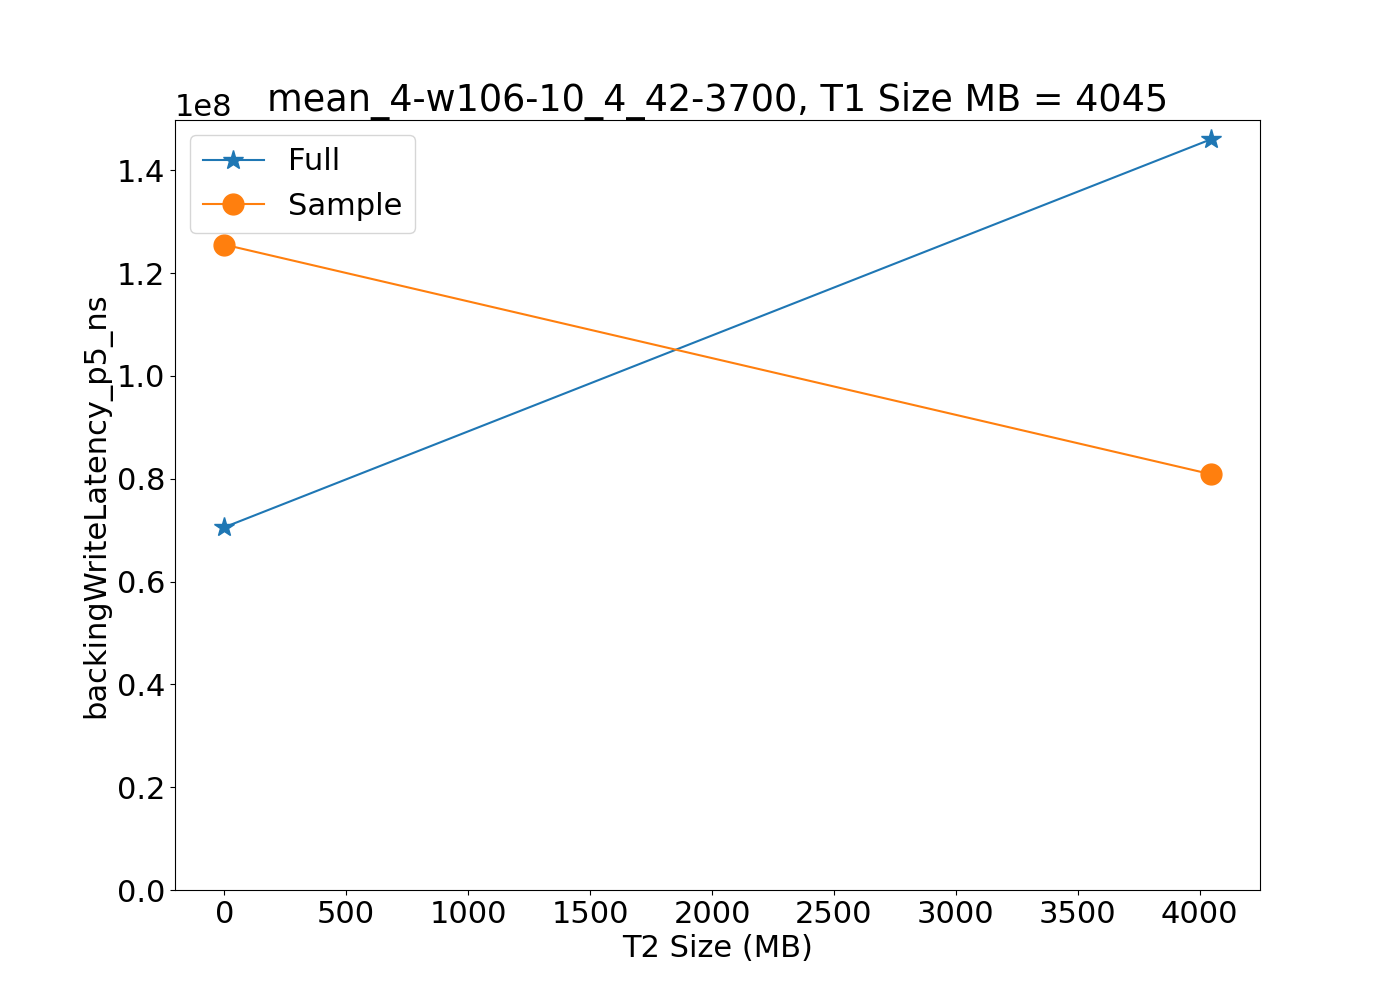 mean_4-w106-10_4_42-3700, T1 Size MB = 4045
1e8
Full
Sample
1.4
1.2
1.0
0.8
0.6
0.4
0.2
0.0
backingWriteLatency_p5_ns
0 500 1000 1500 2000 2500 3000 3500 4000
T2 Size (MB)